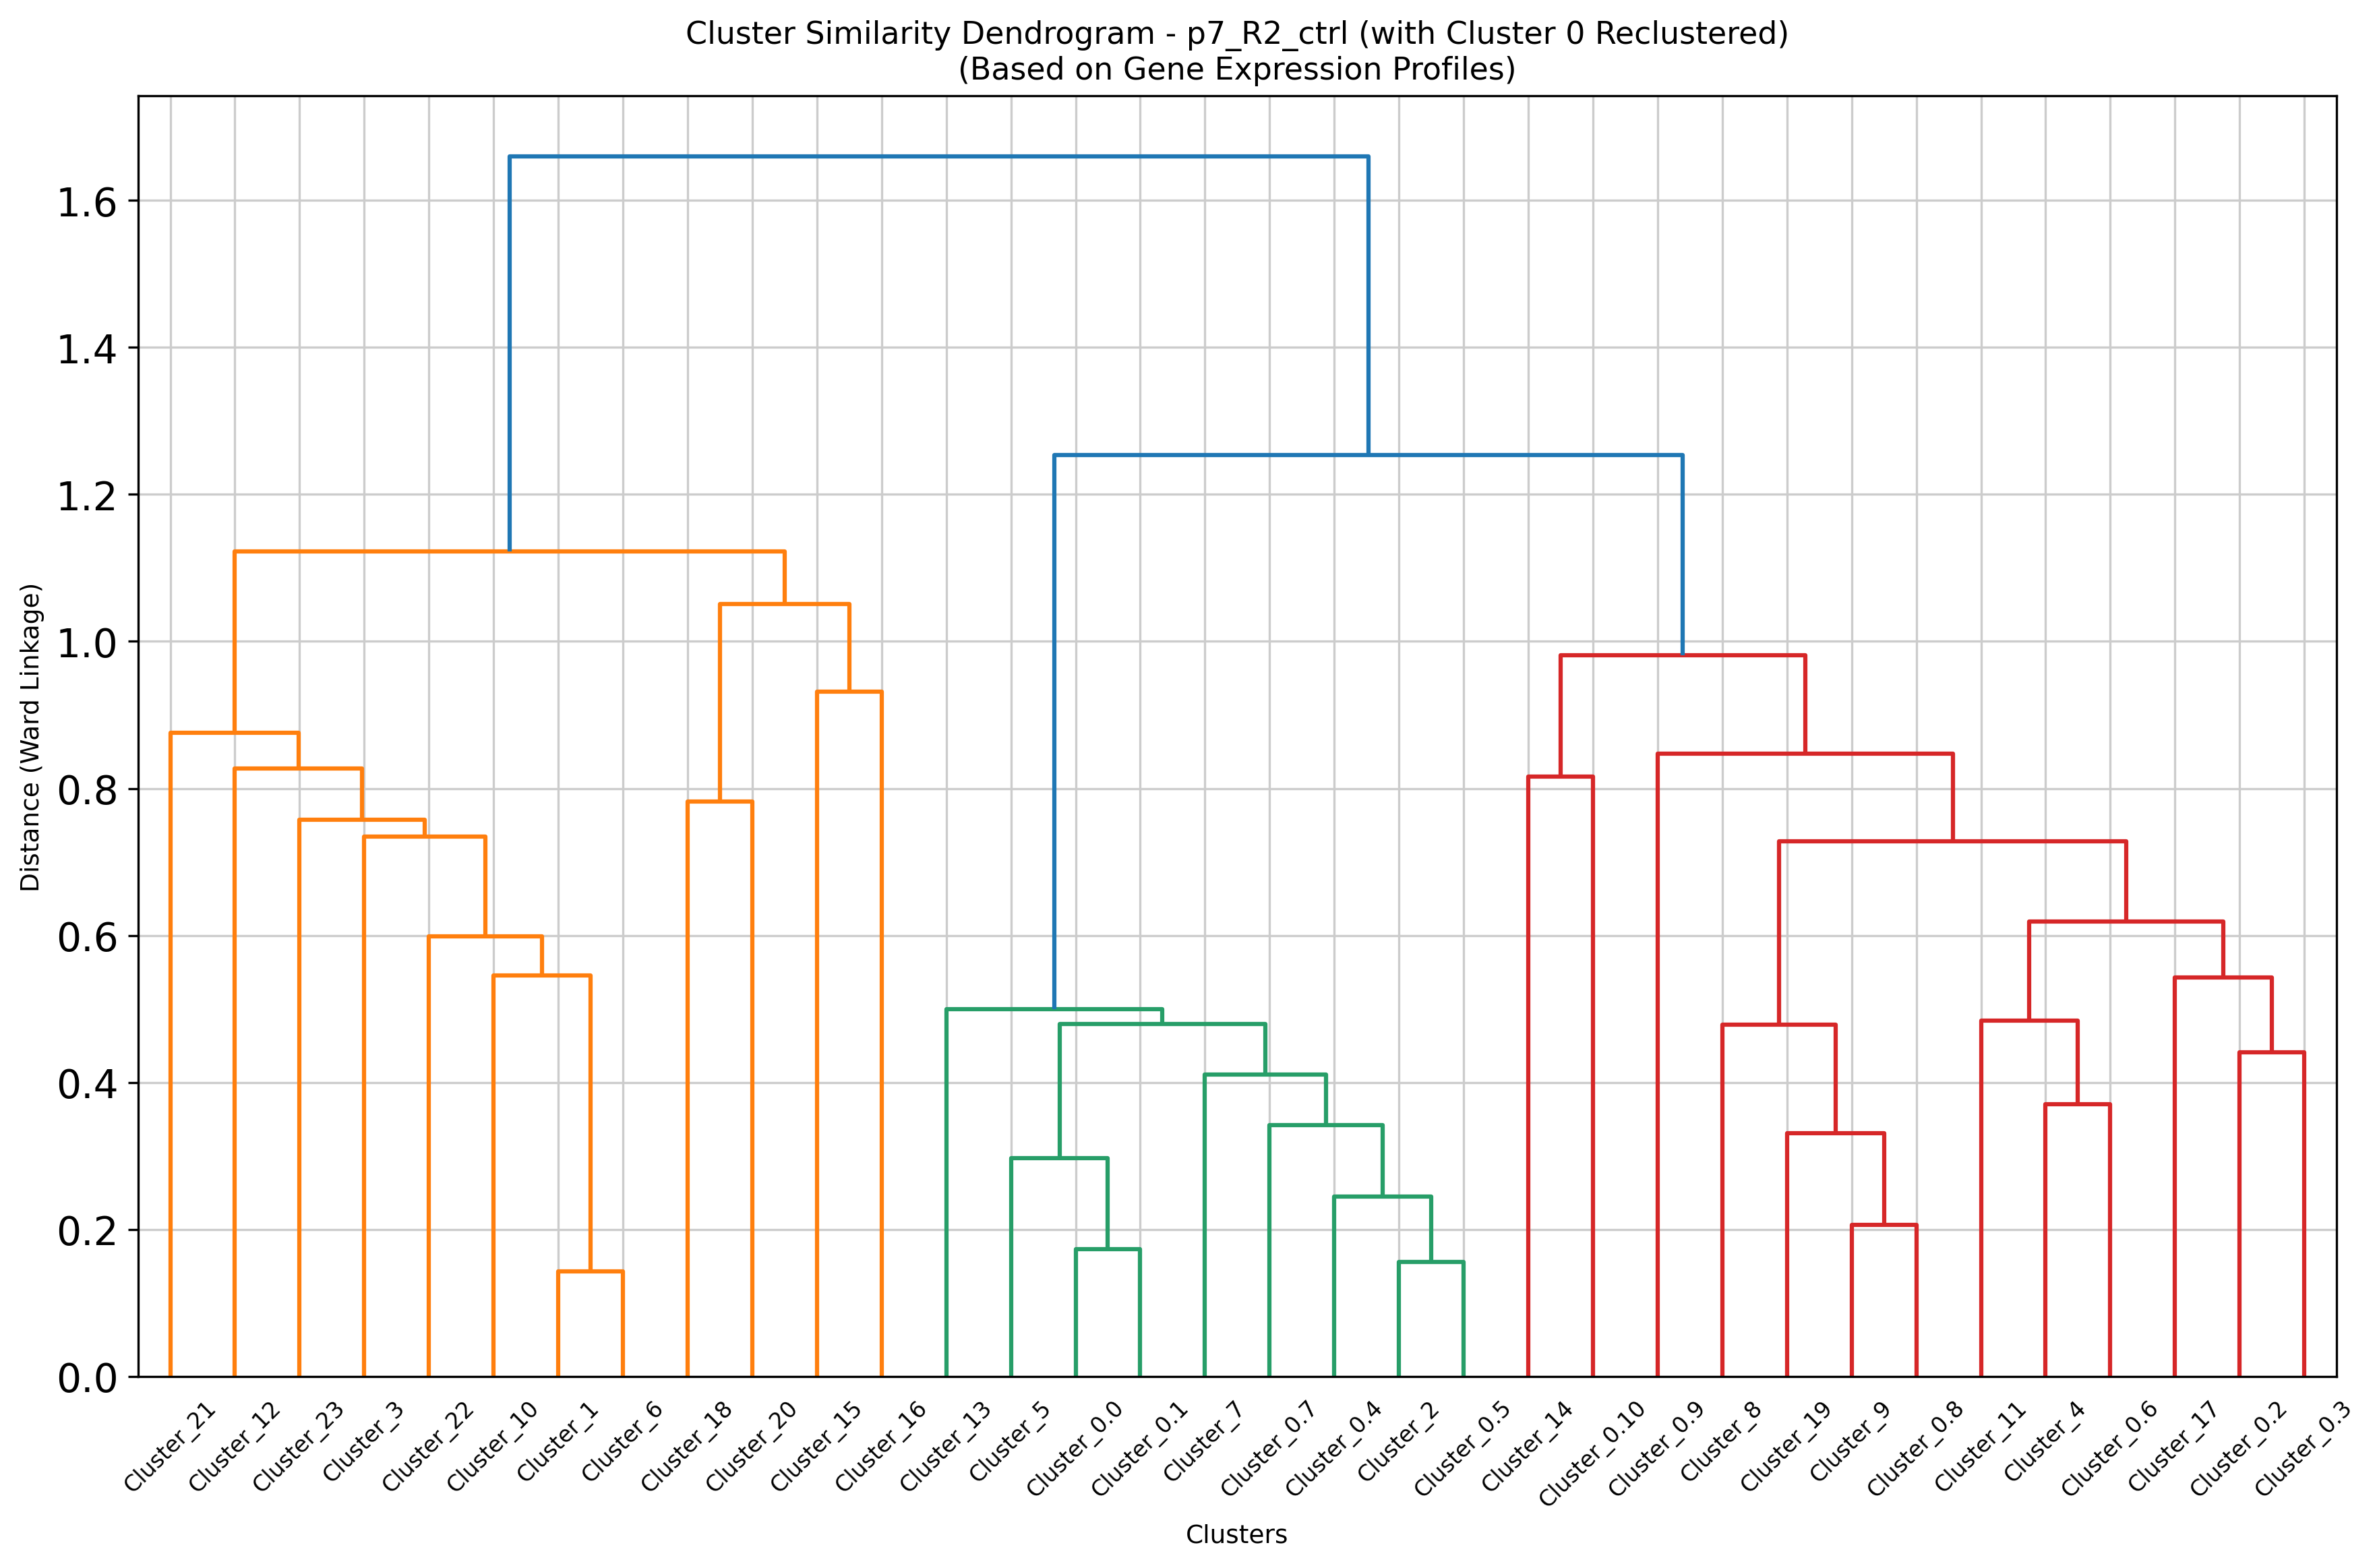 Cluster Similarity Dendrogram - p7_R2_ctrl (with Cluster 0 Reclustered)
(Based on Gene Expression Profiles)
Distance (Ward Linkage)
1.6
1.4
1.2
1.0
0.8
0.6
0.4
0.2
0.0
Cluster_21
Cluster_12
Cluster_23
Cluster_3
Cluster_22
Cluster_10
Cluster_1
Cluster_6
Cluster_18
Cluster_20
Cluster_15
Cluster_16
Cluster_13
Cluster_5
Cluster_0.0
Cluster_0.1
Cluster_7
Cluster_0.7
Cluster_0.4
Cluster_2
Cluster_0.5
Cluster_14
Cluster_0.10
Cluster_0.9
Cluster_8
Cluster_19
Cluster_9
Cluster_0.8
Cluster_11
Cluster_4
Cluster_0.6
Cluster_17
Cluster_0.2
Cluster_0.3
Clusters